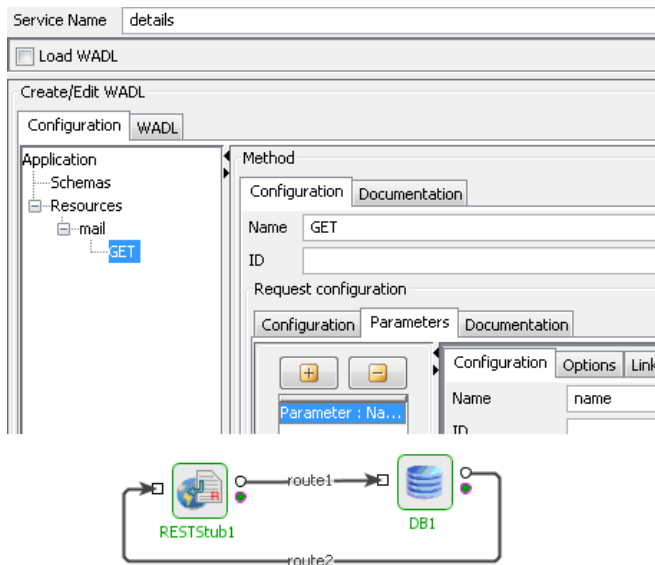 Service Name details
Load WADL
Create/Edit WADL
Configuration WADL
Application
Schemas
Resources
mail
GET
Method
Configuration Documentation
Name GET
ID
Request configuration
Configuration Parameters Documentation
Parameter : Na...
Configuration Options Link
Name name
ID
route1
RESTStub1
DB1
route2